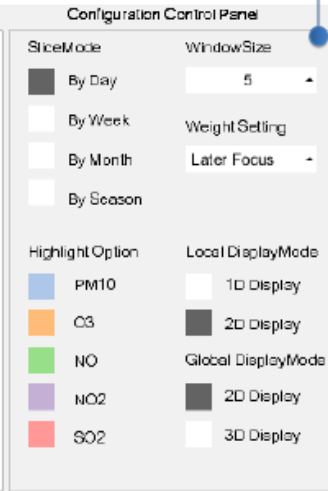 Configuration Control Panel
SliceMode
By Day
By Week
By Month
By Season
WindowSize
5
Weight Setting
Later Focus
Highlight Option
PM10
O3
NO
NO2
SO2
Local DisplayMode
1D Display
2D Display
Global DisplayMode
2D Display
3D Display